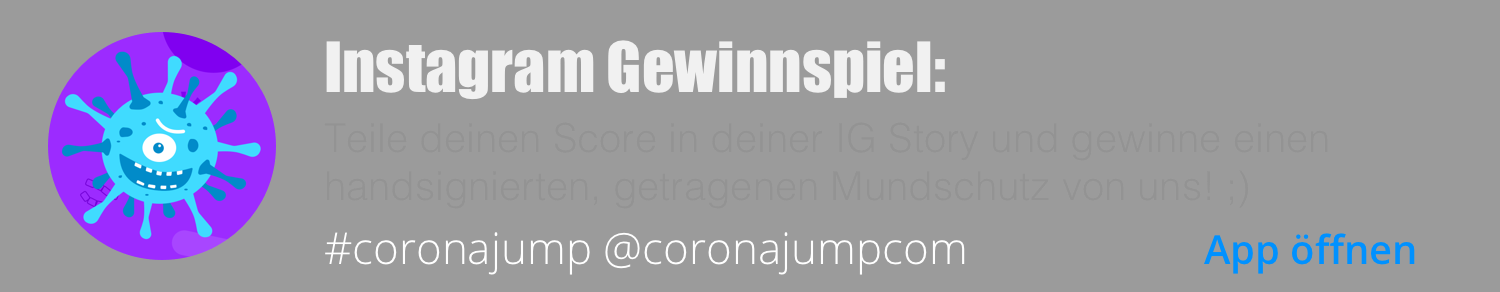 Instagram Gewinnspiel:
Teile deinen Score in deiner IG Story und gewinne einen
handsignierten, getragenen Mundschutz von uns! ;)
#coronajump @coronajumpcom
App öffnen